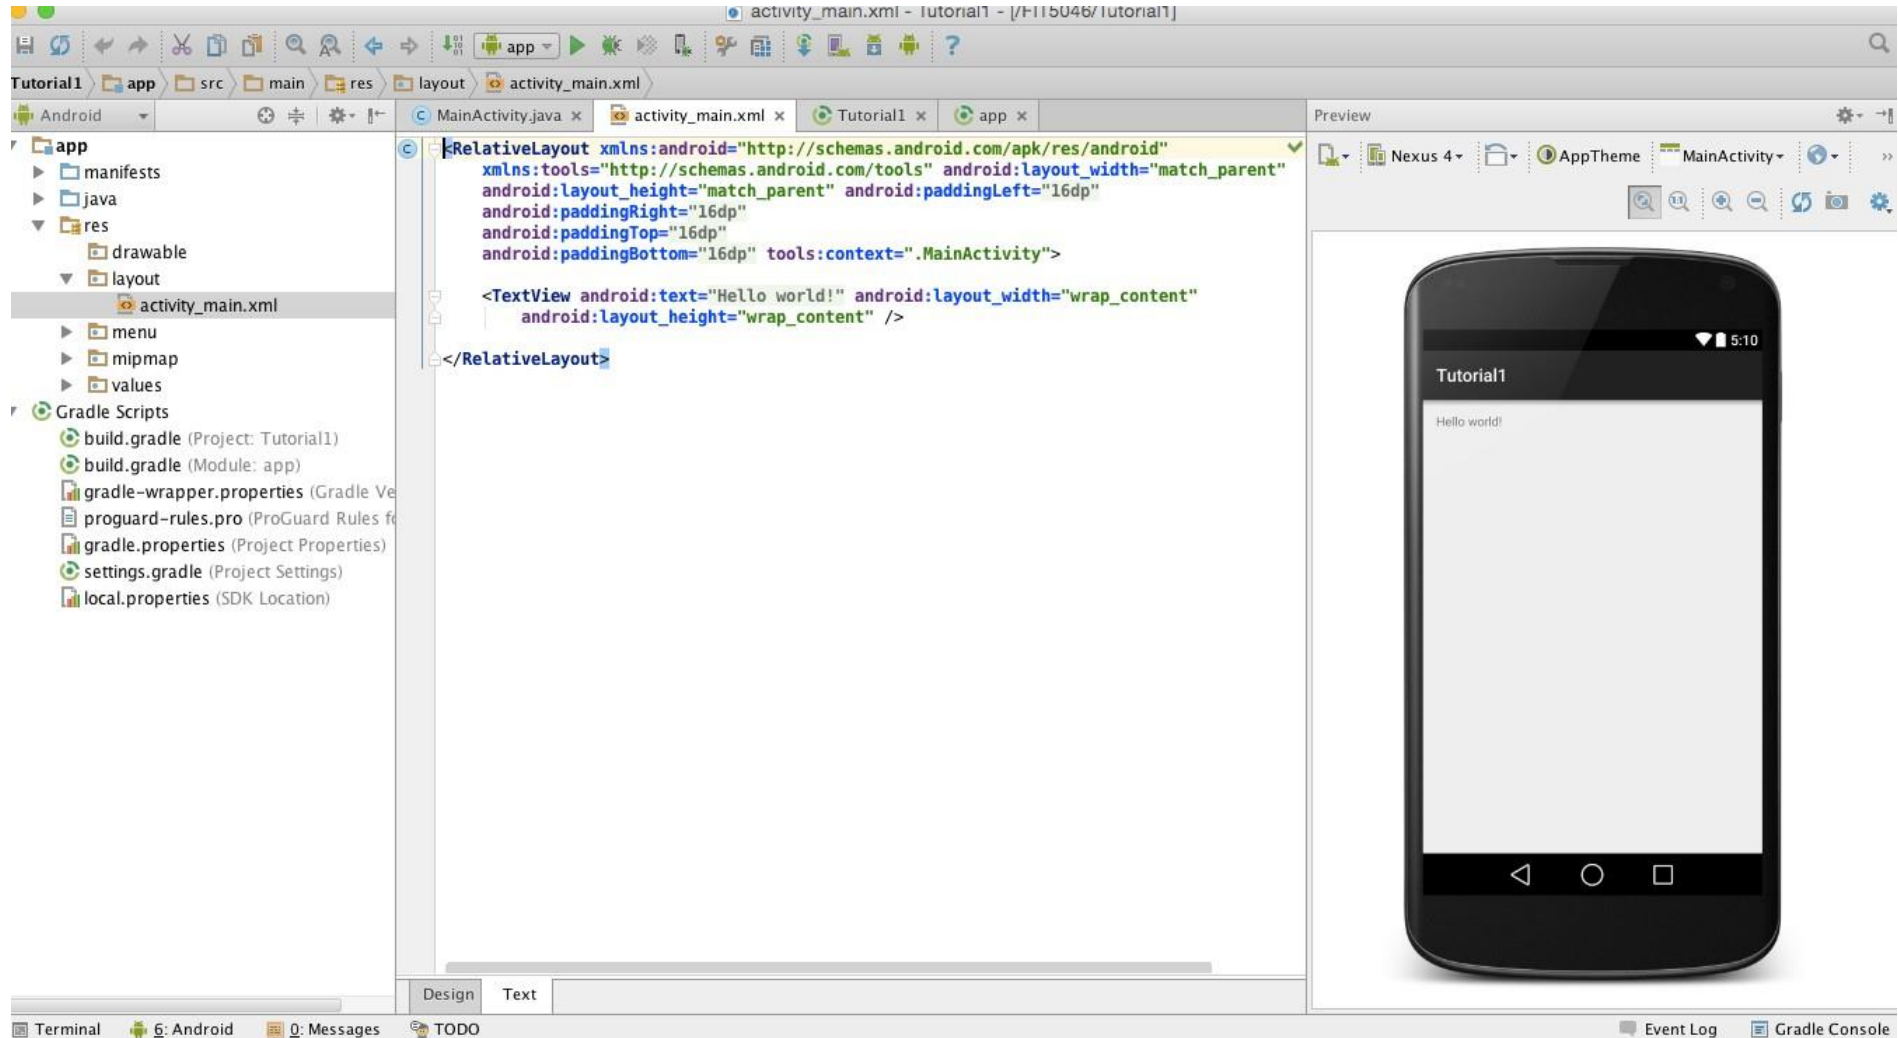 activity_main.xml - Tutorial1 - [/FIT5046/Tutorial1]
app
?
Tutorial1 app src main res layout activity_main.xml
Android
MainActivity.java activity_main.xml Tutorial1 app
Preview
app
manifests
java
res
drawable
layout
activity_main.xml
menu
mipmap
values
Gradle Scripts
build.gradle (Project: Tutorial1)
build.gradle (Module: app)
gradle-wrapper.properties (Gradle Ve
proguard-rules.pro (ProGuard Rules fo
gradle.properties (Project Properties)
settings.gradle (Project Settings)
local.properties (SDK Location)
<RelativeLayout xmlns:android="http://schemas.android.com/apk/res/android"
xmlns:tools="http://schemas.android.com/tools" android:layout_width="match_parent"
android:layout_height="match_parent" android:paddingLeft="16dp"
android:paddingRight="16dp"
android:paddingTop="16dp"
android:paddingBottom="16dp" tools:context=".MainActivity">
<TextView android:text="Hello world!" android:layout_width="wrap_content"
android:layout_height="wrap_content" />
</RelativeLayout>
Design Text
Nexus 4 AppTheme MainActivity
5:10
Tutorial1
Hello world!
Terminal 6: Android 0: Messages TODO
Event Log Gradle Console